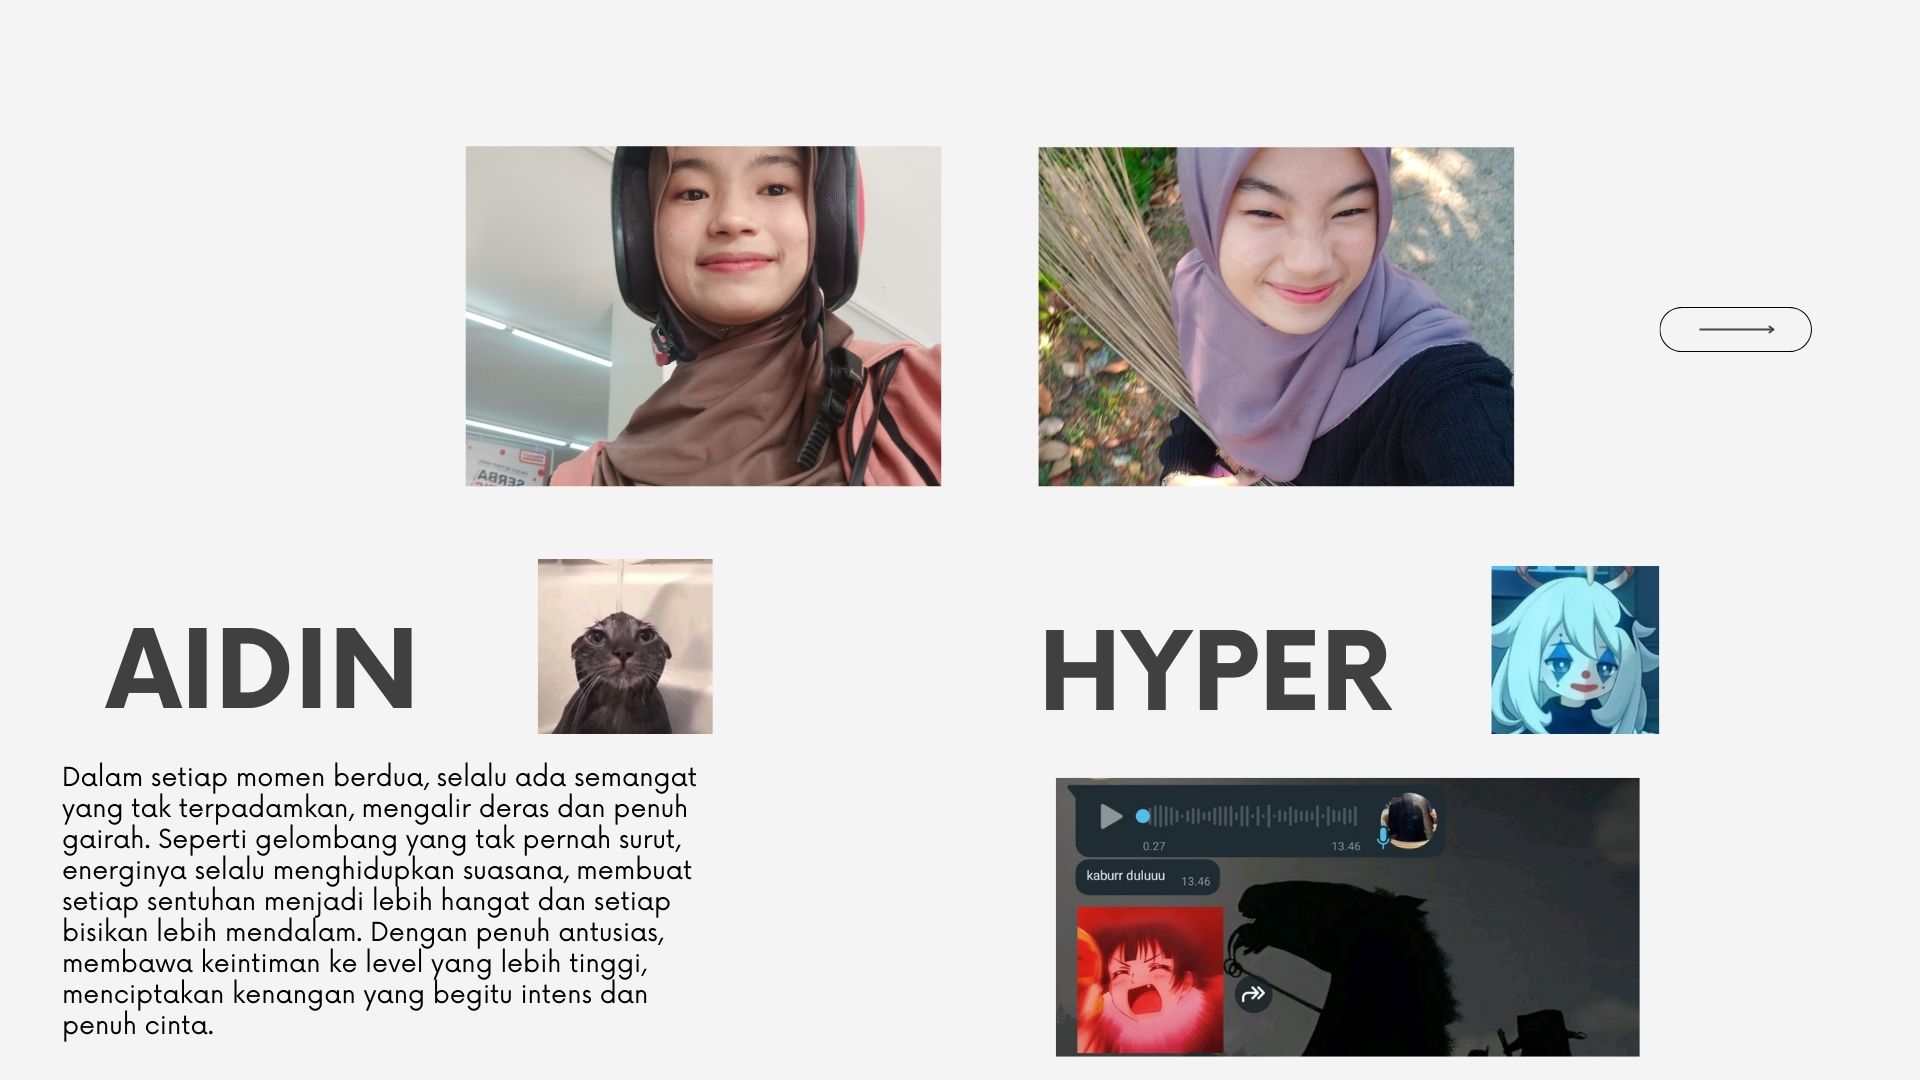 SERBA
AIDIN
HYPER
Dalam setiap momen berdua, selalu ada semangat
yang tak terpadamkan, mengalir deras dan penuh
gairah. Seperti gelombang yang tak pernah surut,
energinya selalu menghidupkan suasana, membuat
setiap sentuhan menjadi lebih hangat dan setiap
bisikan lebih mendalam. Dengan penuh antusias,
membawa keintiman ke level yang lebih tinggi,
menciptakan kenangan yang begitu intens dan
penuh cinta.
0.27 13.46
kaburr duluuu 13.46